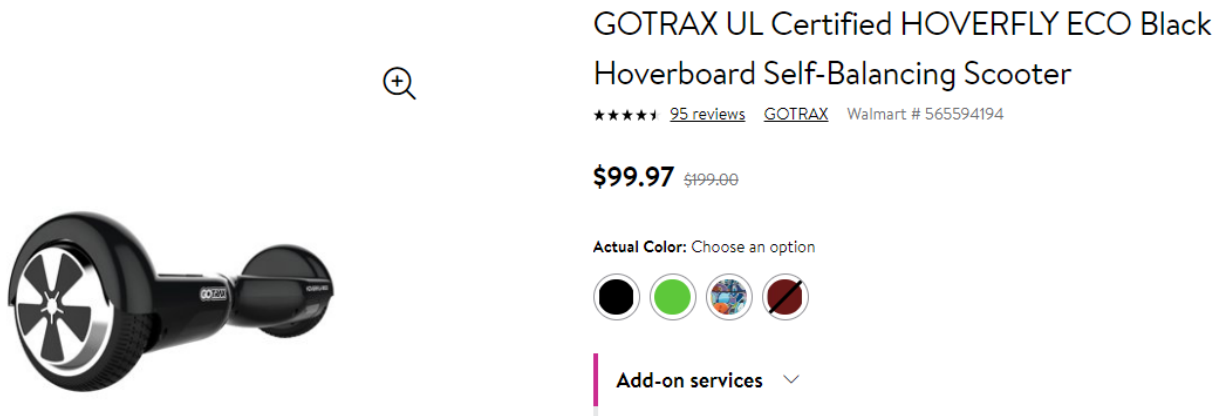 GOTRAX UL Certified HOVERFLY ECO Black
Hoverboard Self-Balancing Scooter
95 reviews GOTRAX Walmart # 565594194
$99.97 $199.00
Actual Color: Choose an option
Add-on services
GOTRAX